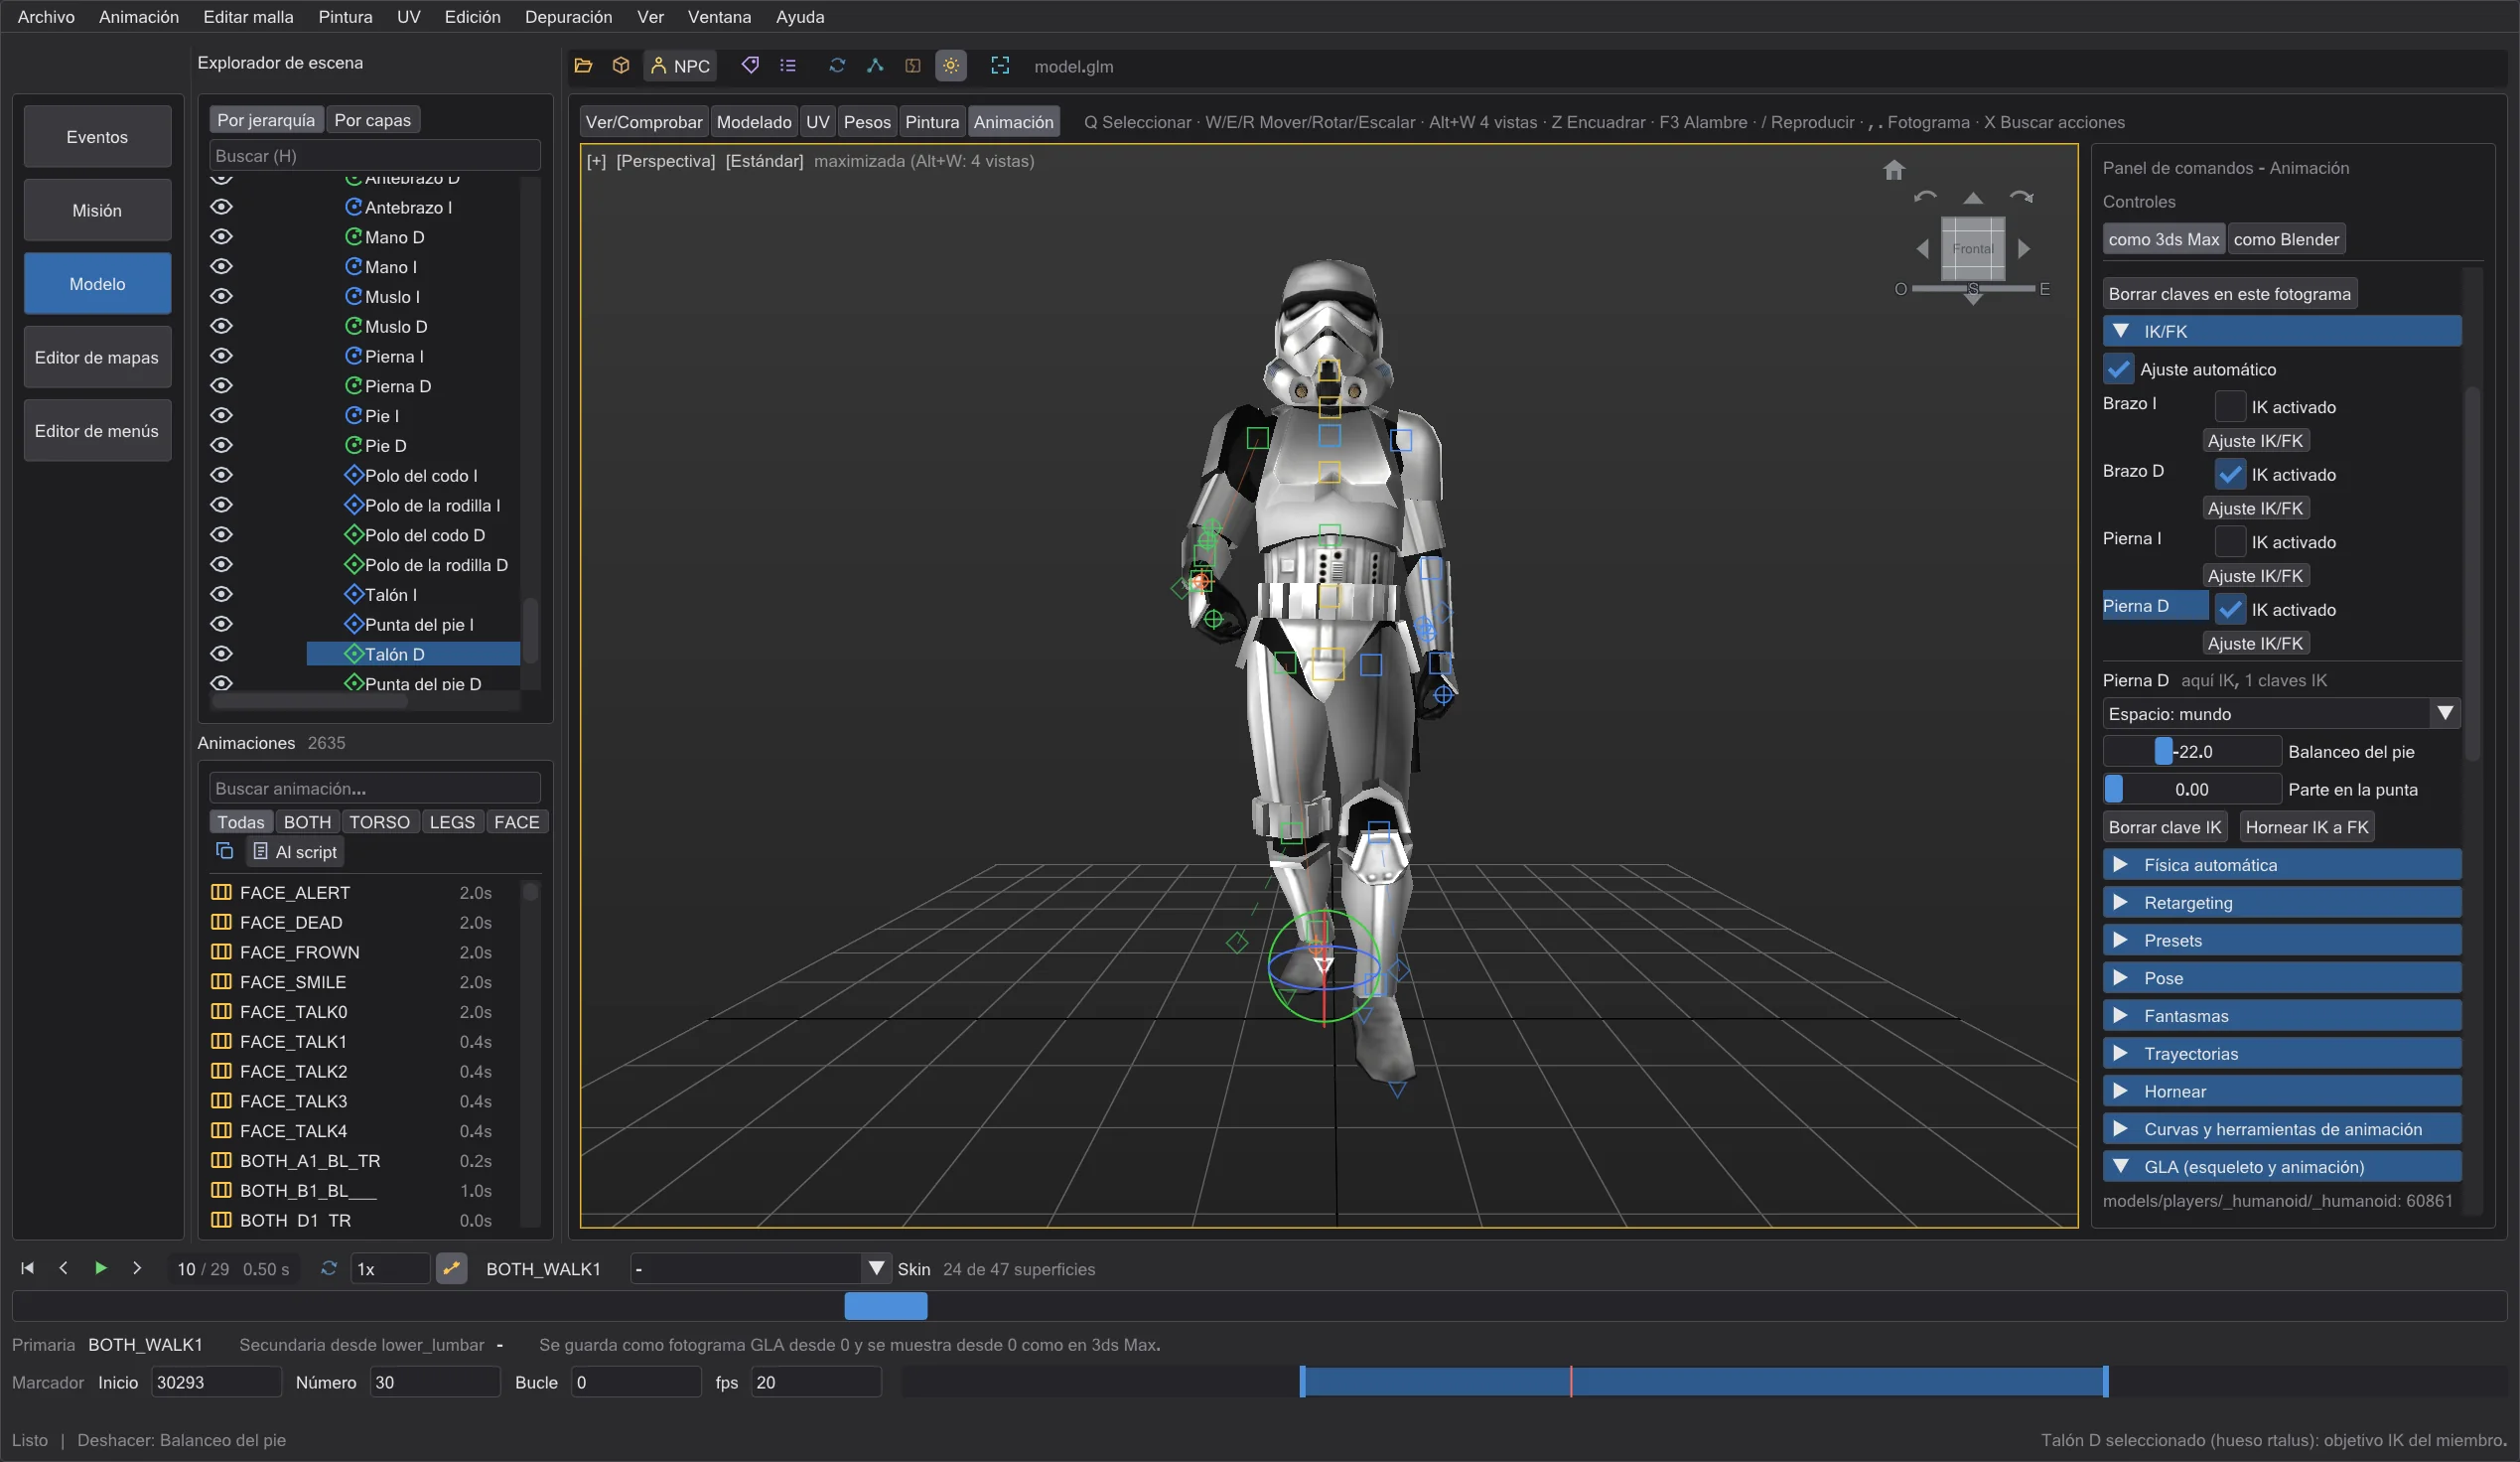 Archivo Animación Editar malla Pintura UV Edición Depuración Ver Ventana Ayuda
Explorador de escena
NPC
model.glm
Eventos
Misión
Modelo
Editor de mapas
Editor de menús
Por jerarquía Por capas
Buscar (H)
Antebrazo D
Antebrazo I
Mano D
Mano I
Muslo I
Muslo D
Pierna I
Pierna D
Pie I
Pie D
Polo del codo I
Polo de la rodilla I
Polo del codo D
Polo de la rodilla D
Talón I
Punta del pie I
Talón D
Punta del pie D
Animaciones 2635
Buscar animación...
Todas BOTH TORSO LEGS FACE
Al script
FACE_ALERT 2.0s
FACE_DEAD 2.0s
FACE_FROWN 2.0s
FACE_SMILE 2.0s
FACE_TALK0 2.0s
FACE_TALK1 0.4s
FACE_TALK2 0.4s
FACE_TALK3 0.4s
FACE_TALK4 0.4s
BOTH_A1_BL_TR 0.2s
BOTH_B1_BL___ 1.0s
BOTH_D1_TR 0.0s
Ver/Comprobar Modelado UV Pesos Pintura Animación
Q Seleccionar · W/E/R Mover/Rotar/Escalar · Alt+W 4 vistas · Z Encuadrar · F3 Alambre · / Reproducir · , . Fotograma · X Buscar acciones
[+] [Perspectiva] [Estándar] maximizada (Alt+W: 4 vistas)
Frontal
O S E
Panel de comandos - Animación
Controles
como 3ds Max como Blender
Borrar claves en este fotograma
IK/FK
Ajuste automático
Brazo I IK activado
Ajuste IK/FK
Brazo D IK activado
Ajuste IK/FK
Pierna I IK activado
Ajuste IK/FK
Pierna D IK activado
Ajuste IK/FK
Pierna D aquí IK, 1 claves IK
Espacio: mundo
-22.0 Balanceo del pie
0.00 Parte en la punta
Borrar clave IK Hornear IK a FK
Física automática
Retargeting
Presets
Pose
Fantasmas
Trayectorias
Hornear
Curvas y herramientas de animación
GLA (esqueleto y animación)
models/players/_humanoid/_humanoid: 60861
10 / 29 0.50 s 1x BOTH_WALK1 - Skin 24 de 47 superficies
Primaria BOTH_WALK1 Secundaria desde lower_lumbar - Se guarda como fotograma GLA desde 0 y se muestra desde 0 como en 3ds Max.
Marcador Inicio 30293 Número 30 Bucle 0 fps 20
Listo | Deshacer: Balanceo del pie
Talón D seleccionado (hueso rtalus): objetivo IK del miembro.